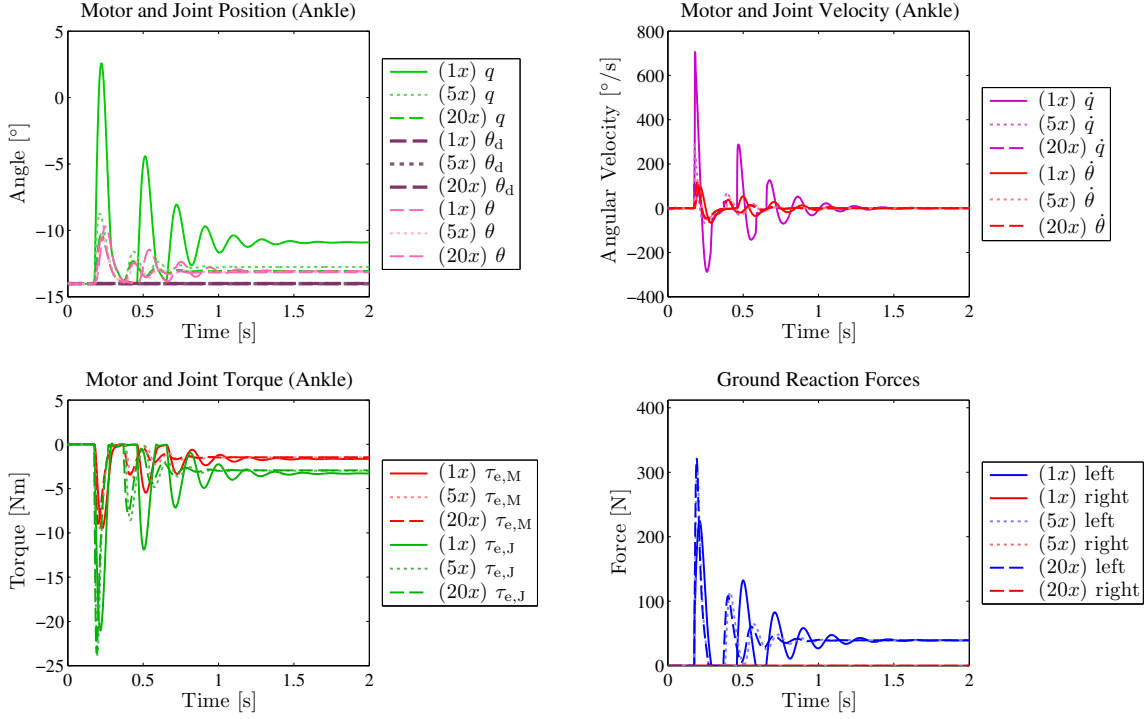 Motor and Joint Position (Ankle)
5
0
−5
−10
−15
0 0.5 1 1.5 2
Angle [°]
Time [s]
(1x) q
(5x) q
(20x) q
(1x) θd
(5x) θd
(20x) θd
(1x) θ
(5x) θ
(20x) θ
Motor and Joint Velocity (Ankle)
800
600
400
200
0
−200
−400
0 0.5 1 1.5 2
Angular Velocity [°/s]
Time [s]
(1x) q̇
(5x) q̇
(20x) q̇
(1x) θ̇
(5x) θ̇
(20x) θ̇
Motor and Joint Torque (Ankle)
5
0
−5
−10
−15
−20
−25
0 0.5 1 1.5 2
Torque [Nm]
Time [s]
(1x) τe,M
(5x) τe,M
(20x) τe,M
(1x) τe,J
(5x) τe,J
(20x) τe,J
Ground Reaction Forces
400
300
200
100
0
0 0.5 1 1.5 2
Force [N]
Time [s]
(1x) left
(1x) right
(5x) left
(5x) right
(20x) left
(20x) right